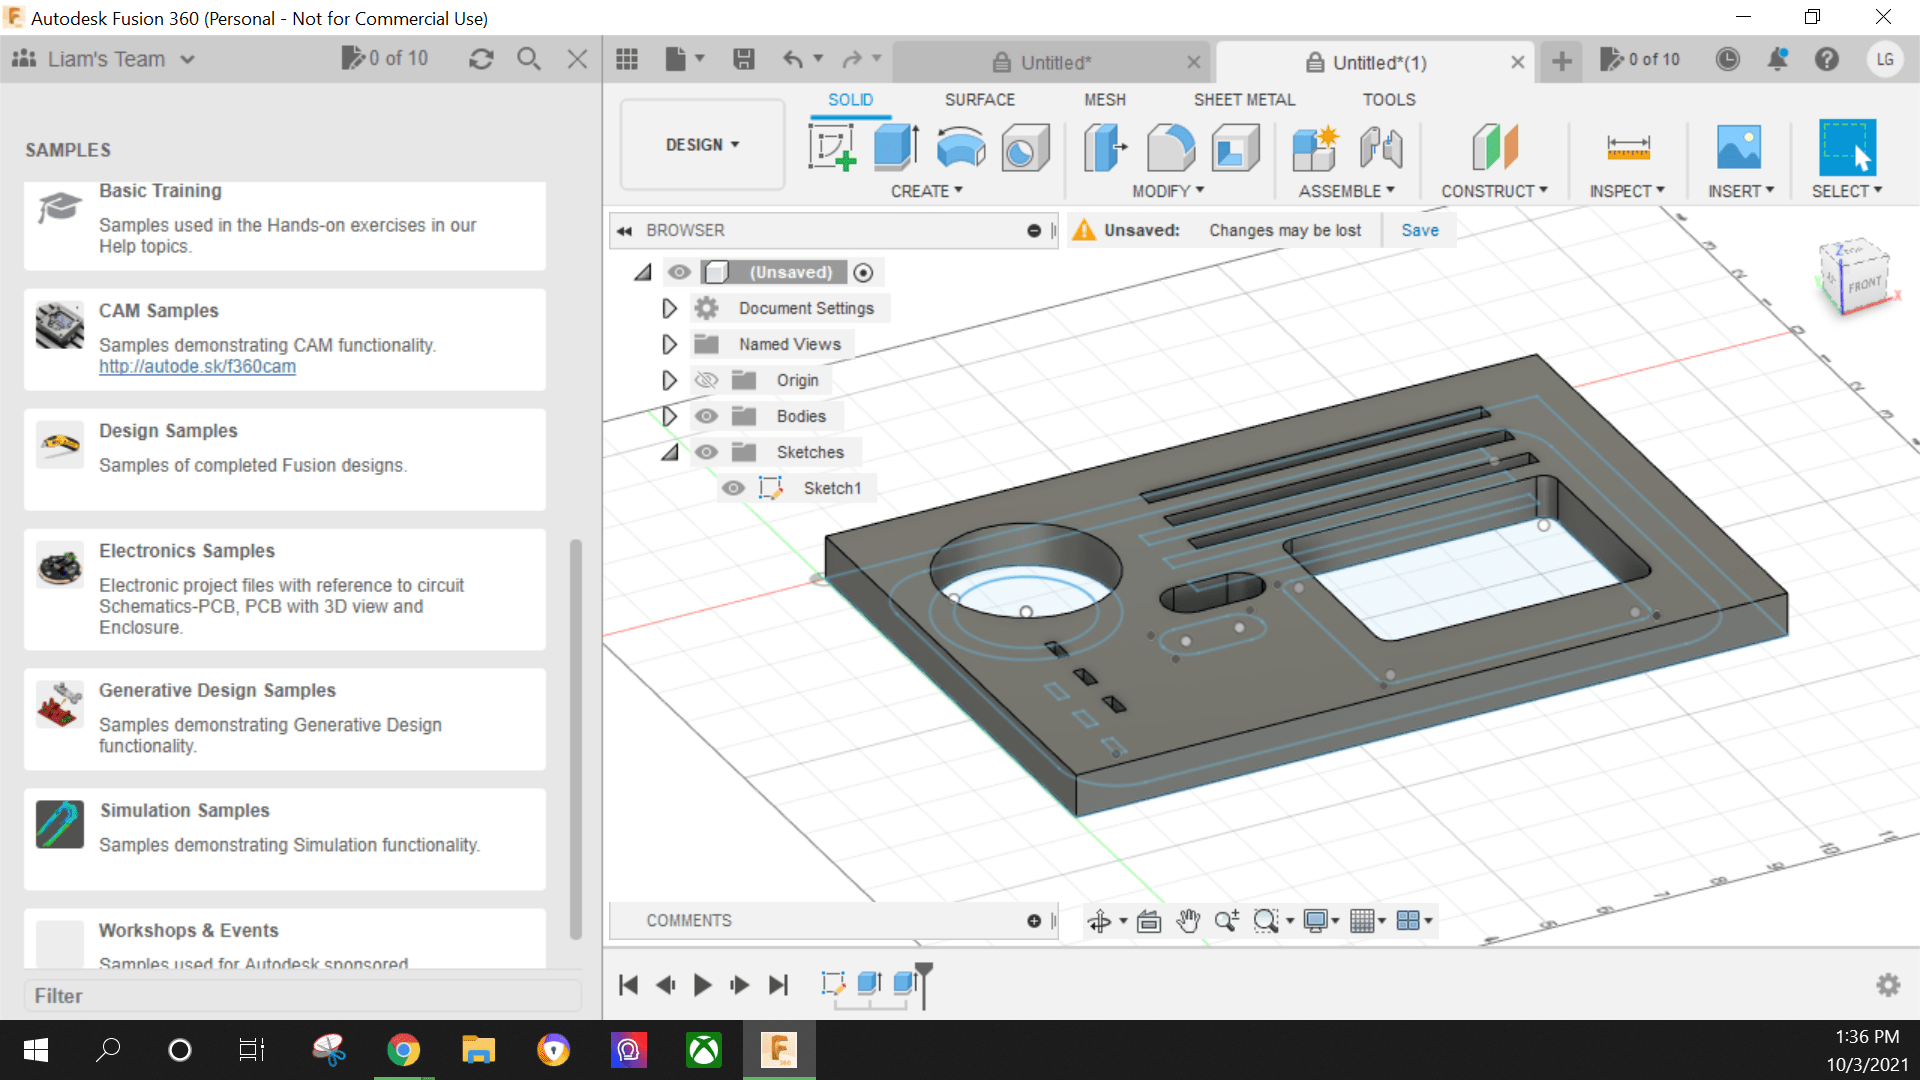 Autodesk Fusion 360 (Personal - Not for Commercial Use)
Liam's Team
0 of 10
Untitled*
Untitled*(1)
0 of 10
LG
SAMPLES
Basic Training
Samples used in the Hands-on exercises in our
Help topics.
CAM Samples
Samples demonstrating CAM functionality.
http://autode.sk/f360cam
Design Samples
Samples of completed Fusion designs.
Electronics Samples
Electronic project files with reference to circuit
Schematics-PCB, PCB with 3D view and
Enclosure.
Generative Design Samples
Samples demonstrating Generative Design
functionality.
Simulation Samples
Samples demonstrating Simulation functionality.
Workshops & Events
Samples used for Autodesk sponsored
Filter
DESIGN
SOLID
SURFACE
MESH
SHEET METAL
TOOLS
CREATE
MODIFY
ASSEMBLE
CONSTRUCT
INSPECT
INSERT
SELECT
BROWSER
Unsaved:
Changes may be lost
Save
(Unsaved)
Document Settings
Named Views
Origin
Bodies
Sketches
Sketch1
Z
TOP
FRONT
X
COMMENTS
1:36 PM
10/3/2021